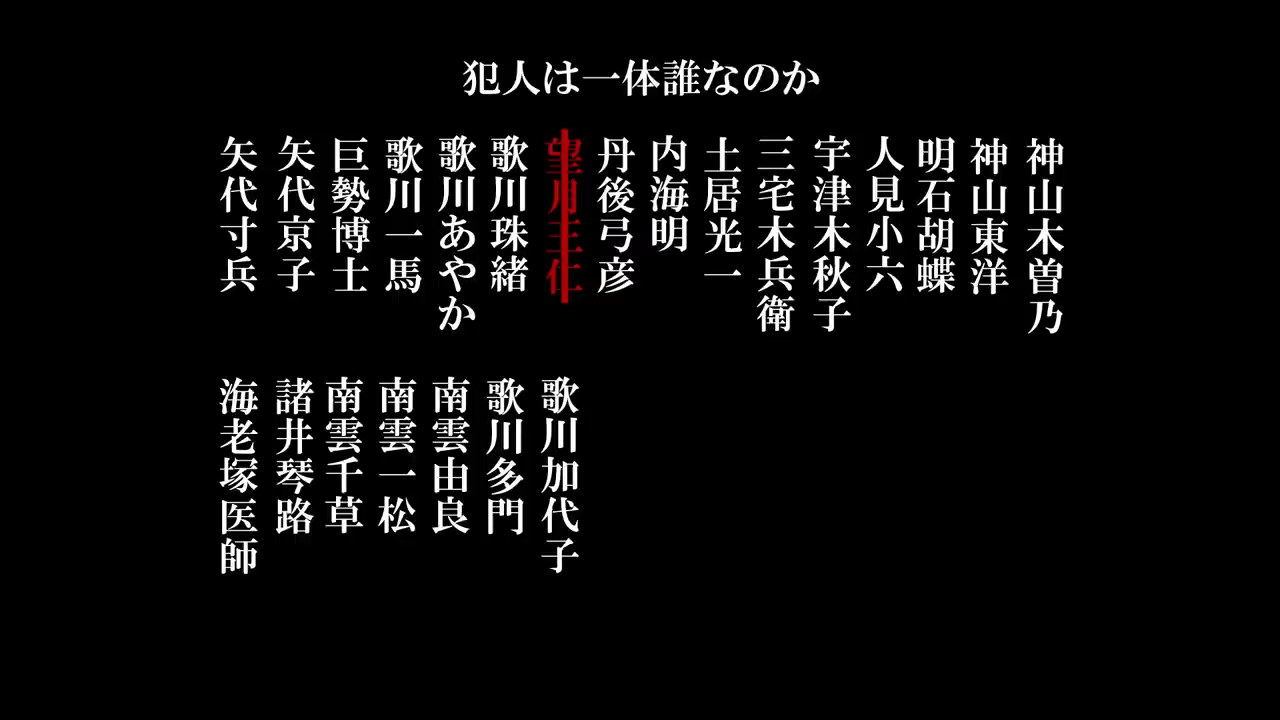 犯人は一体誰なのか
矢代寸兵
矢代京子
巨勢博士
歌川一馬
歌川あやか
歌川珠緒
望月王仁
丹後弓彦
内海明
土居光一
三宅木兵衛
宇津木秋子
人見小六
明石胡蝶
神山東洋
神山木曽乃
海老塚医師
諸井琴路
南雲千草
南雲一松
南雲由良
歌川多門
歌川加代子